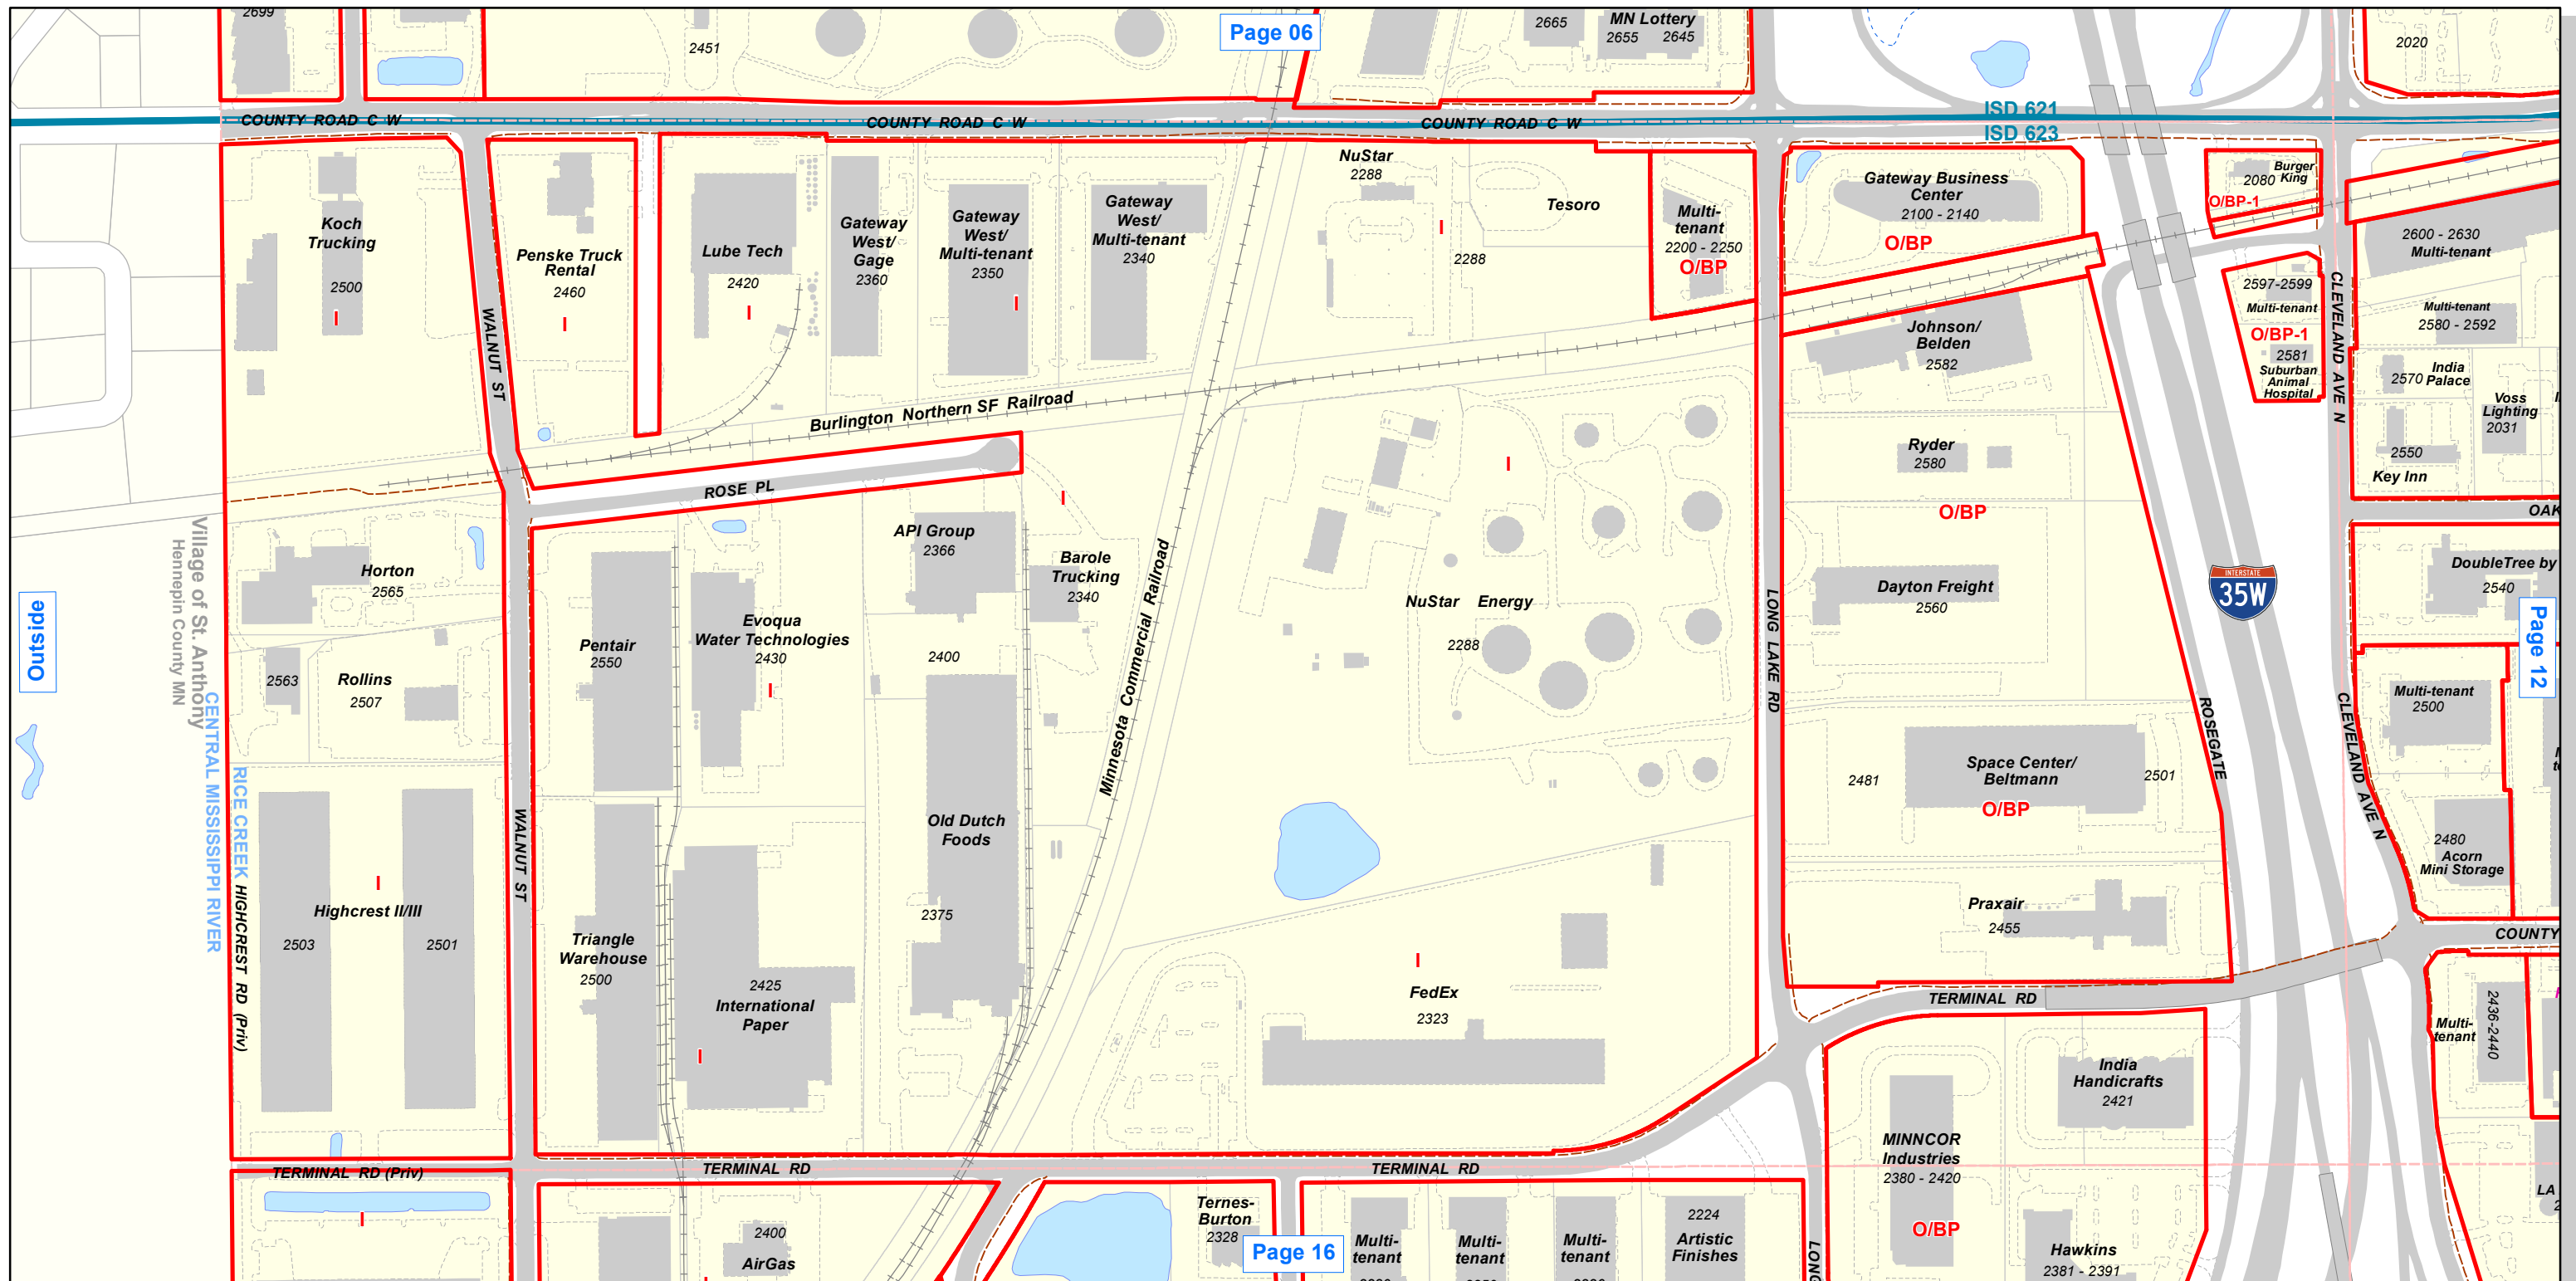 2699
2451
Page 06
2665
MN Lottery
2655 2645
2020
COUNTY ROAD C W
COUNTY ROAD C W
COUNTY ROAD C W
ISD 621
ISD 623
Koch
Trucking
2500
I
WALNUT ST
Penske Truck
Rental
2460
I
Lube Tech
2420
I
Gateway
West/
Gage
2360
Gateway
West/
Multi-tenant
2350
I
Gateway
West/
Multi-tenant
2340
NuStar
2288
I
2288
Tesoro
Multi-
tenant
2200 - 2250
O/BP
Gateway Business
Center
2100 - 2140
O/BP
Burger
King
2080
O/BP-1
2600 - 2630
Multi-tenant
2597-2599
Multi-tenant
O/BP-1
2581
Suburban
Animal
Hospital
CLEVELAND AVE N
Multi-tenant
2580 - 2592
India
Palace
2570
Voss
Lighting
2031
2550
Key Inn
OAK
Johnson/
Belden
2582
Ryder
2580
O/BP
Dayton Freight
2560
Burlington Northern SF Railroad
ROSE PL
Minnesota Commercial Railroad
I
I
NuStar Energy
2288
LONG LAKE RD
INTERSTATE
35W
DoubleTree by
2540
Page 12
Outside
Village of St. Anthony
Hennepin County MN
CENTRAL MISSISSIPPI RIVER
RICE CREEK
HIGHCREST RD (Priv)
Horton
2565
2563
Rollins
2507
I
Highcrest II/III
2503
2501
WALNUT ST
Pentair
2550
Evoqua
Water Technologies
2430
I
API Group
2366
Barole
Trucking
2340
2400
Old Dutch
Foods
2375
Triangle
Warehouse
2500
2425
International
Paper
I
I
FedEx
2323
2481
Space Center/
Beltmann
2501
O/BP
ROSEGATE
Praxair
2455
CLEVELAND AVE N
Multi-tenant
2500
2480
Acorn
Mini Storage
COUNTY
TERMINAL RD
Multi-
tenant
2436-2440
India
Handicrafts
2421
MINNCOR
Industries
2380 - 2420
O/BP
Hawkins
2381 - 2391
LA
TERMINAL RD (Priv)
TERMINAL RD
TERMINAL RD
I
2400
AirGas
Ternes-
Burton
2328
Page 16
Multi-
tenant
Multi-
tenant
Multi-
tenant
2224
Artistic
Finishes
LONG